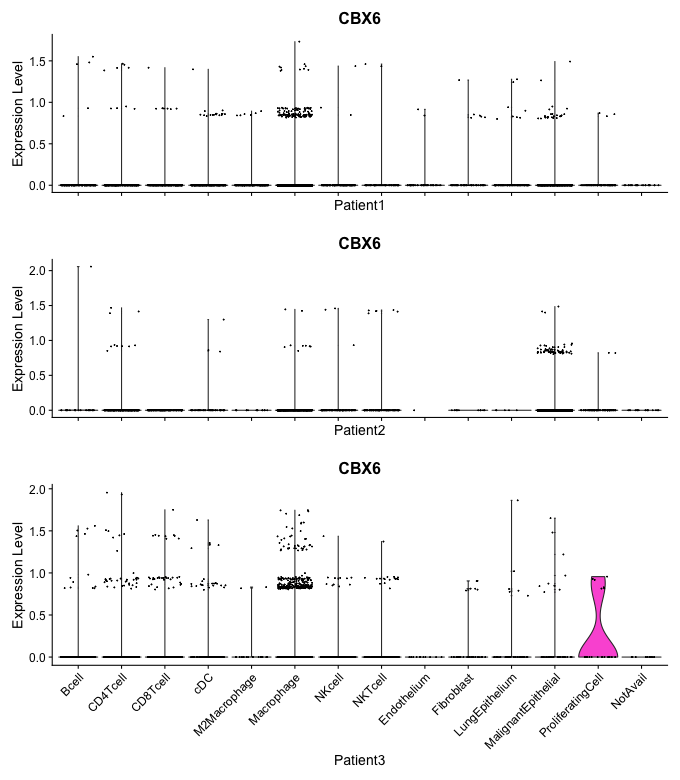 CBX6
Expression Level
1.5
1.0
0.5
0.0
Patient1
CBX6
Expression Level
2.0
1.5
1.0
0.5
0.0
Patient2
CBX6
Expression Level
2.0
1.5
1.0
0.5
0.0
Bcell
CD4Tcell
CD8Tcell
cDC
M2Macrophage
Macrophage
NKcell
NKTcell
Endothelium
Fibroblast
LungEpithelium
MalignantEpithelial
ProliferatingCell
NotAvail
Patient3